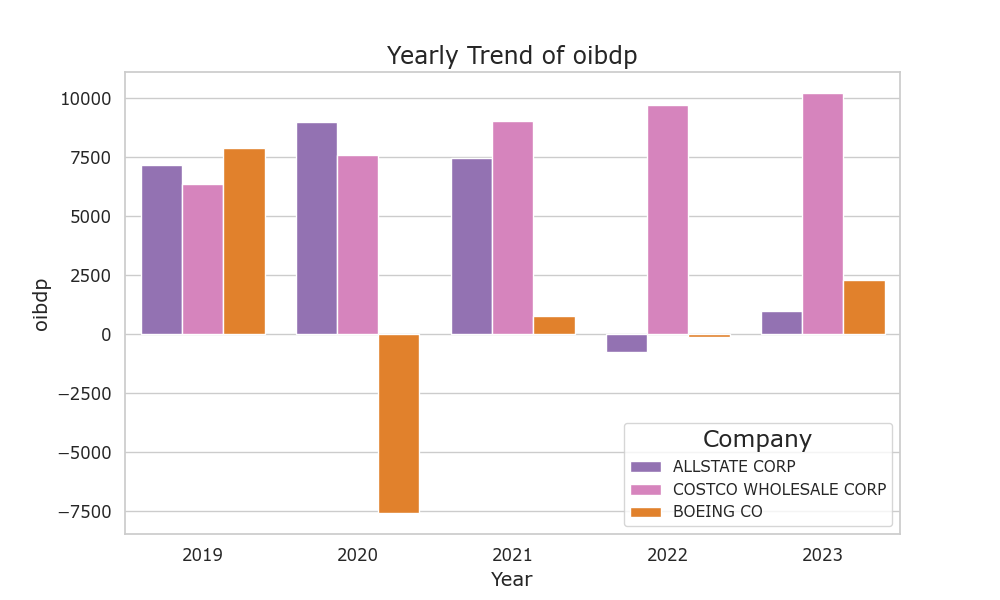 Yearly Trend of oibdp
10000
7500
5000
2500
0
−2500
−5000
−7500
oibdp
2019 2020 2021 2022 2023
Year
Company
ALLSTATE CORP
COSTCO WHOLESALE CORP
BOEING CO